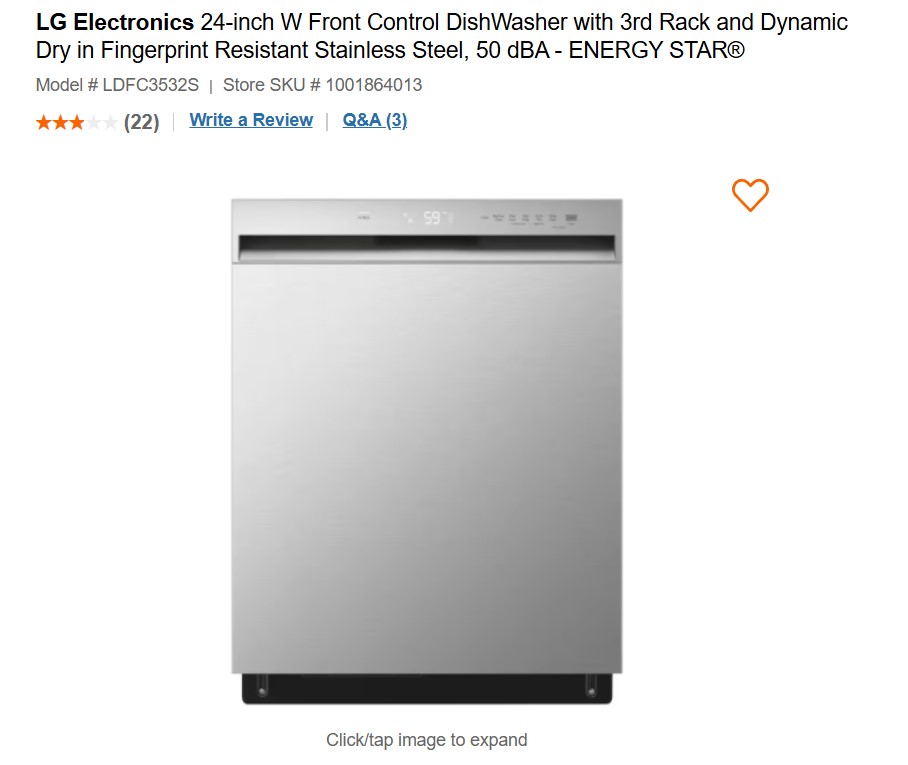 LG Electronics 24-inch W Front Control DishWasher with 3rd Rack and Dynamic
Dry in Fingerprint Resistant Stainless Steel, 50 dBA - ENERGY STAR®
Model # LDFC3532S | Store SKU # 1001864013
(22) | Write a Review | Q&A (3)
59
Click/tap image to expand